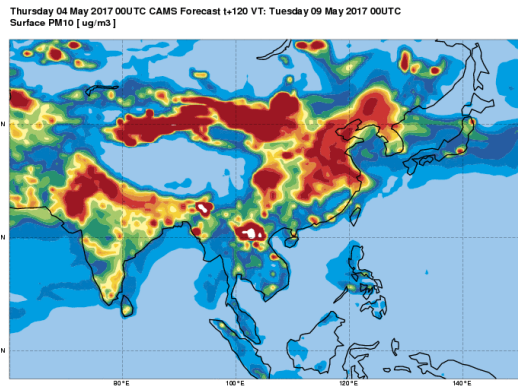 Thursday 04 May 2017 00UTC CAMS Forecast t+120 VT: Tuesday 09 May 2017 00UTC
Surface PM10 [ ug/m3 ]
80°E 100°E 120°E 140°E